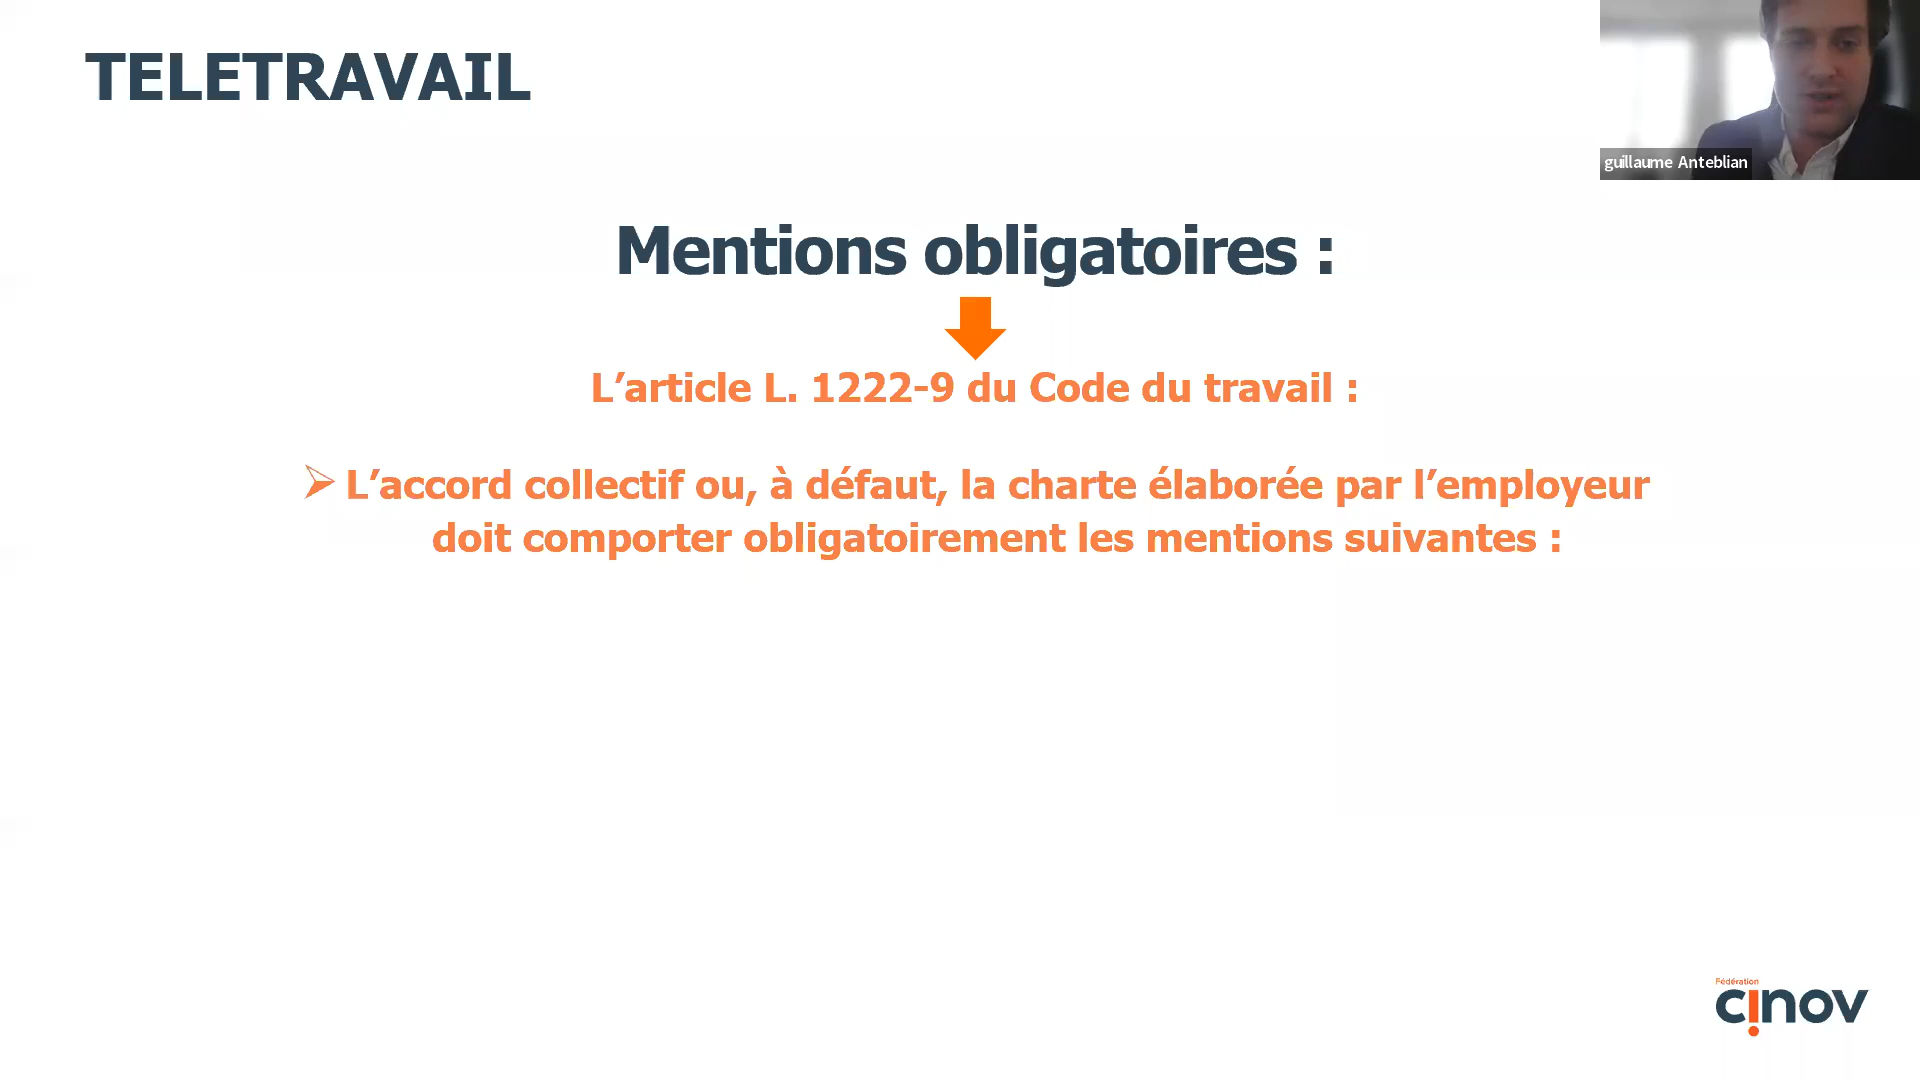 TELETRAVAIL
guillaume Anteblian
Mentions obligatoires :
L’article L. 1222-9 du Code du travail :
L’accord collectif ou, à défaut, la charte élaborée par l’employeur
doit comporter obligatoirement les mentions suivantes :
Fédération
cinov